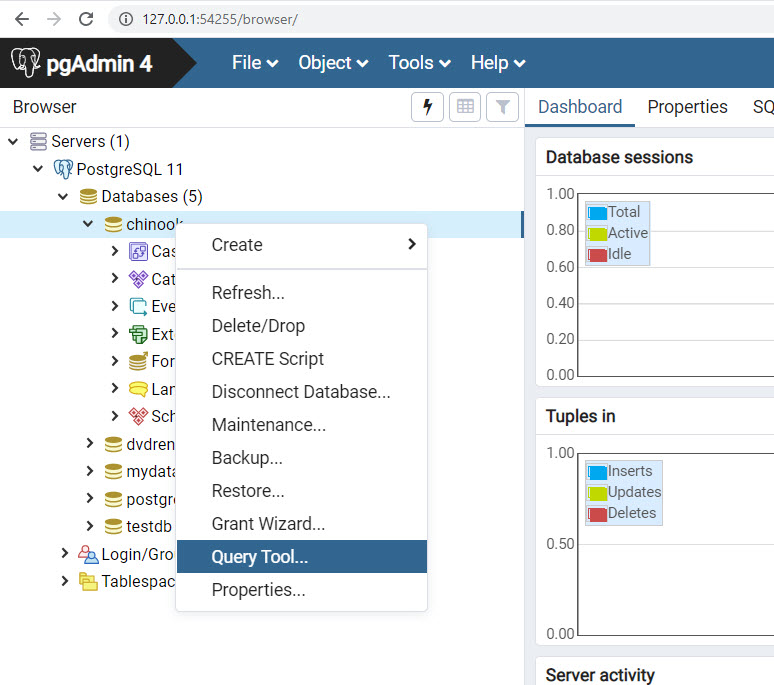 127.0.0.1:54255/browser/
pgAdmin 4
File
Object
Tools
Help
Browser
Dashboard
Properties
SQ
Servers (1)
PostgreSQL 11
Databases (5)
chinook
Cas
Cat
Eve
Ext
For
Lan
Sch
dvdren
mydata
postgre
testdb
Login/Gro
Tablespac
Create
Refresh...
Delete/Drop
CREATE Script
Disconnect Database...
Maintenance...
Backup...
Restore...
Grant Wizard...
Query Tool...
Properties...
Database sessions
1.00
0.80
0.60
0.40
0.20
0.00
Total
Active
Idle
Tuples in
1.00
0.50
0.00
Inserts
Updates
Deletes
Server activity